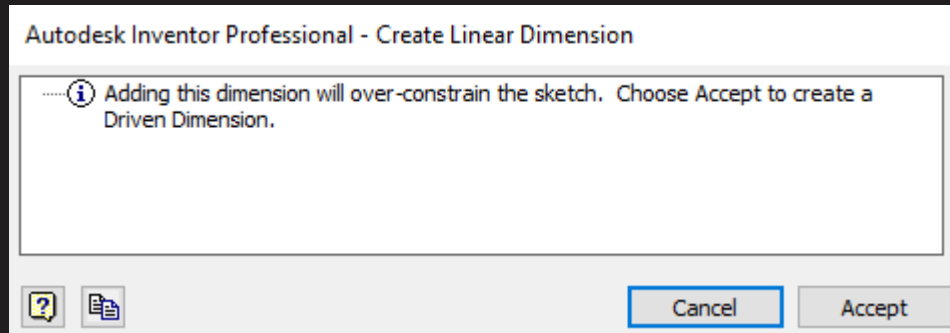 Autodesk Inventor Professional - Create Linear Dimension
Adding this dimension will over-constrain the sketch.  Choose Accept to create a
Driven Dimension.
Cancel Accept